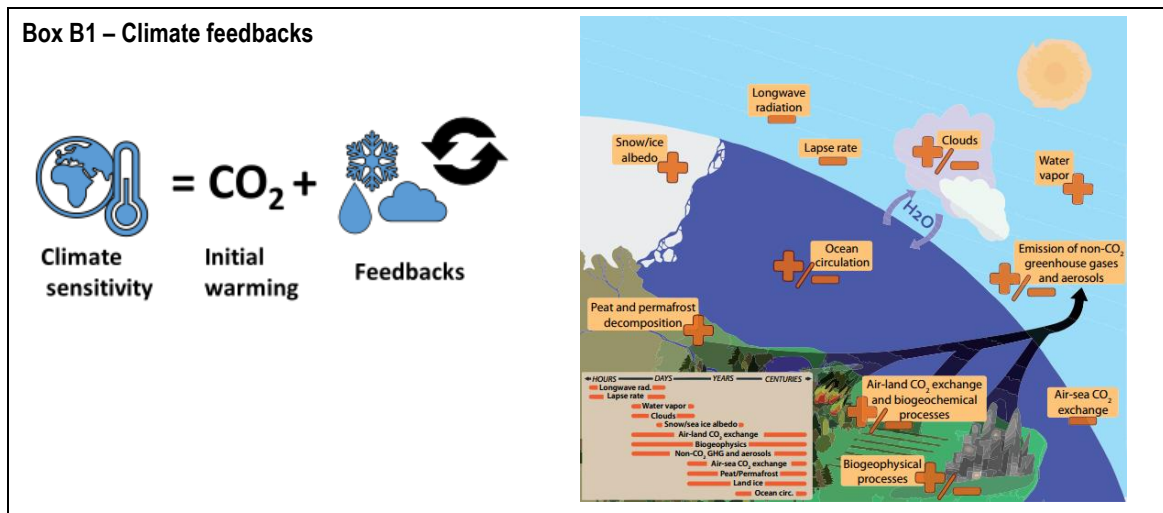 Box B1 – Climate feedbacks
= CO₂ +
Climate
sensitivity
Initial
warming
Feedbacks
Longwave
radiation
Snow/ice
albedo
Lapse rate
Clouds
Water
vapor
H2O
Ocean
circulation
Emission of non-CO₂
greenhouse gases
and aerosols
Peat and permafrost
decomposition
HOURS DAYS YEARS CENTURIES
Longwave rad.
Lapse rate
Water vapor
Clouds
Snow/sea ice albedo
Air-land CO₂ exchange
Biogeophysics
Non-CO₂ GHG and aerosols
Air-sea CO₂ exchange
Peat/Permafrost
Land ice
Ocean circ.
Air-land CO₂ exchange
and biogeochemical
processes
Air-sea CO₂
exchange
Biogeophysical
processes